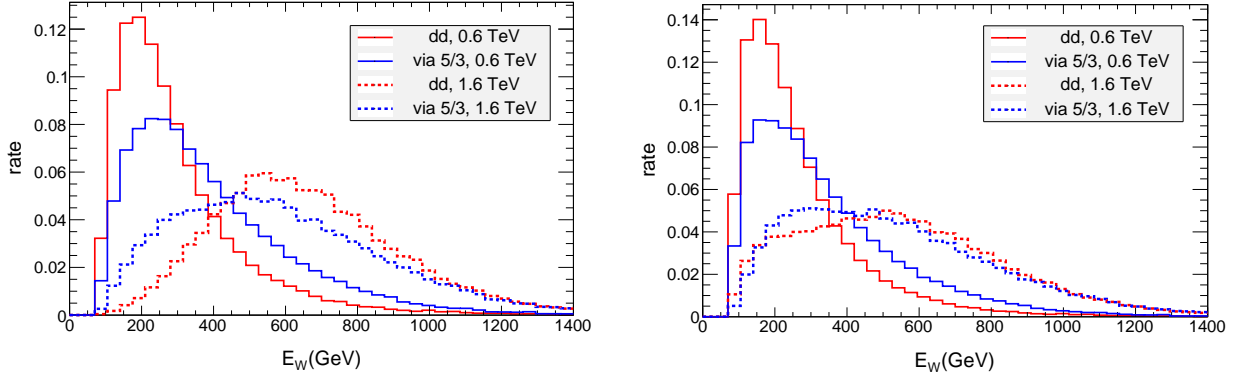 0.12
0.1
0.08
0.06
0.04
0.02
0
rate
dd, 0.6 TeV
via 5/3, 0.6 TeV
dd, 1.6 TeV
via 5/3, 1.6 TeV
0 200 400 600 800 1000 1200 1400
E_W(GeV)
0.14
0.12
0.1
0.08
0.06
0.04
0.02
0
rate
dd, 0.6 TeV
via 5/3, 0.6 TeV
dd, 1.6 TeV
via 5/3, 1.6 TeV
0 200 400 600 800 1000 1200 1400
E_W(GeV)